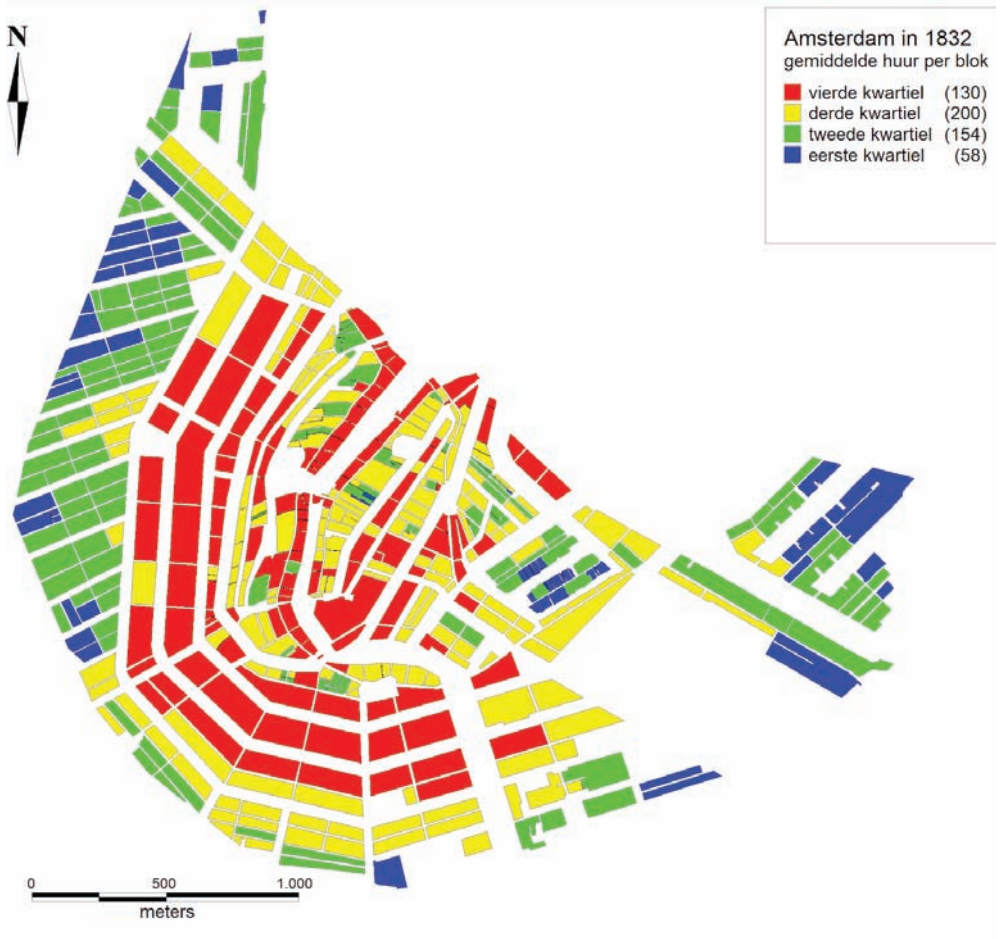 N
Amsterdam in 1832
gemiddelde huur per blok
vierde kwartiel (130)
derde kwartiel (200)
tweede kwartiel (154)
eerste kwartiel (58)
0 500 1.000
meters